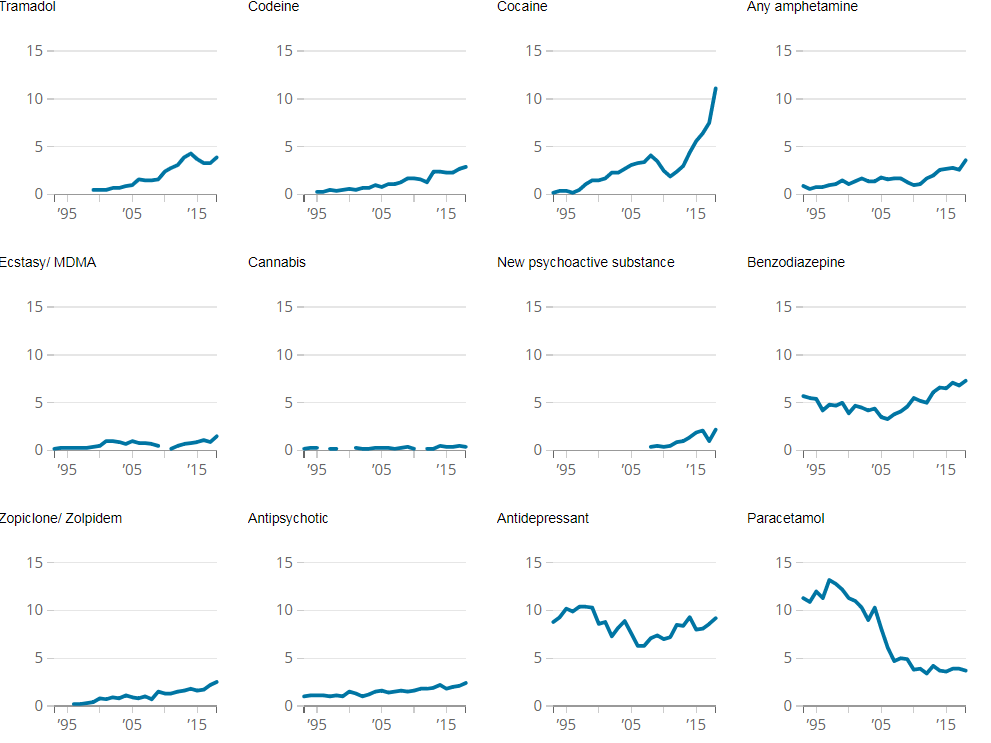 Tramadol Codeine Cocaine Any amphetamine
15 15 15 15
10 10 10 10
5 5 5 5
0 0 0 0
’95 ’05 ’15 ’95 ’05 ’15 ’95 ’05 ’15 ’95 ’05 ’15
Ecstasy/ MDMA Cannabis New psychoactive substance Benzodiazepine
15 15 15 15
10 10 10 10
5 5 5 5
0 0 0 0
’95 ’05 ’15 ’95 ’05 ’15 ’95 ’05 ’15 ’95 ’05 ’15
Zopiclone/ Zolpidem Antipsychotic Antidepressant Paracetamol
15 15 15 15
10 10 10 10
5 5 5 5
0 0 0 0
’95 ’05 ’15 ’95 ’05 ’15 ’95 ’05 ’15 ’95 ’05 ’15